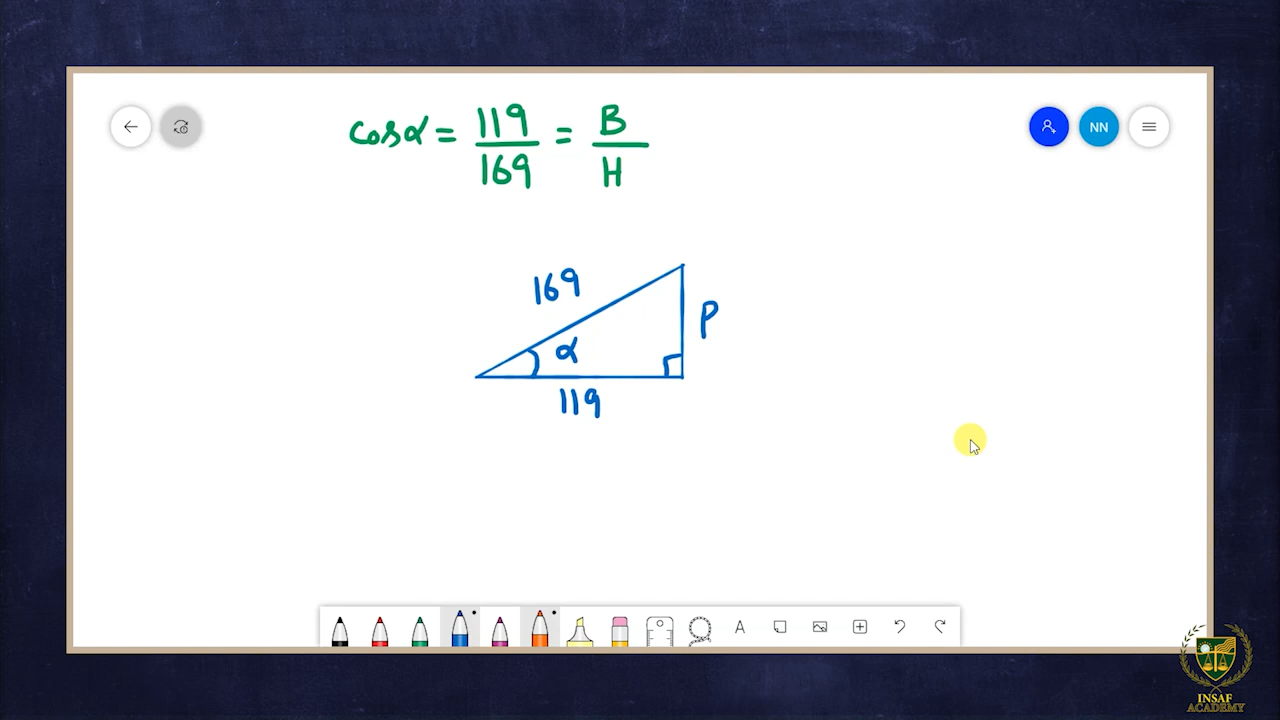 cosα = 119/169 = B/H
NN
169
P
α
119
A
INSAF
ACADEMY